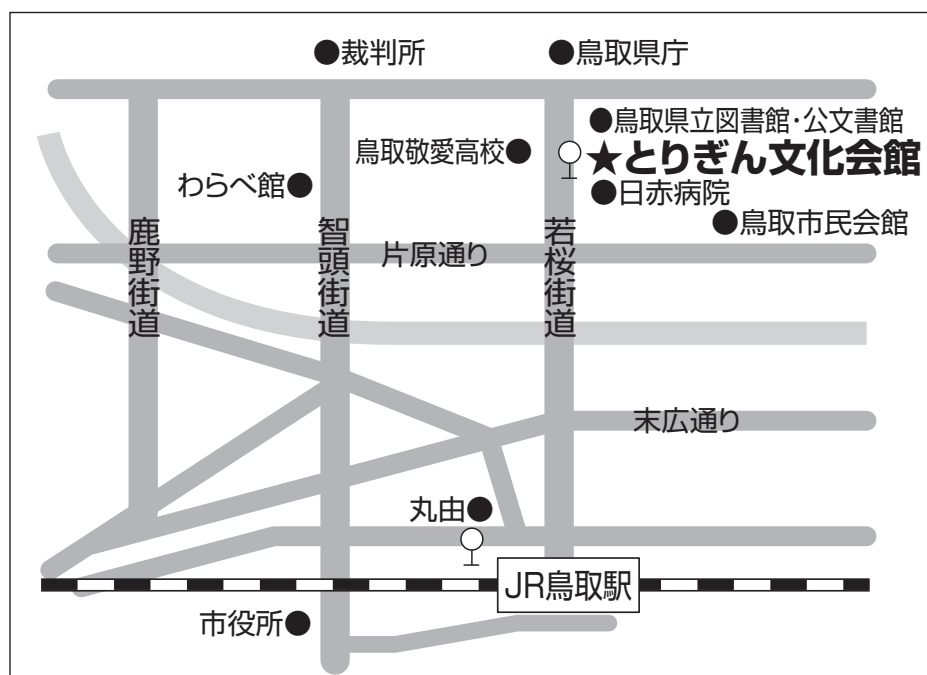 ●裁判所
●鳥取県庁
●鳥取県立図書館・公文書館
鳥取敬愛高校●
★とりぎん文化会館
わらべ館●
●日赤病院
●鳥取市民会館
鹿野街道
智頭街道
若桜街道
片原通り
末広通り
丸由●
JR鳥取駅
市役所●